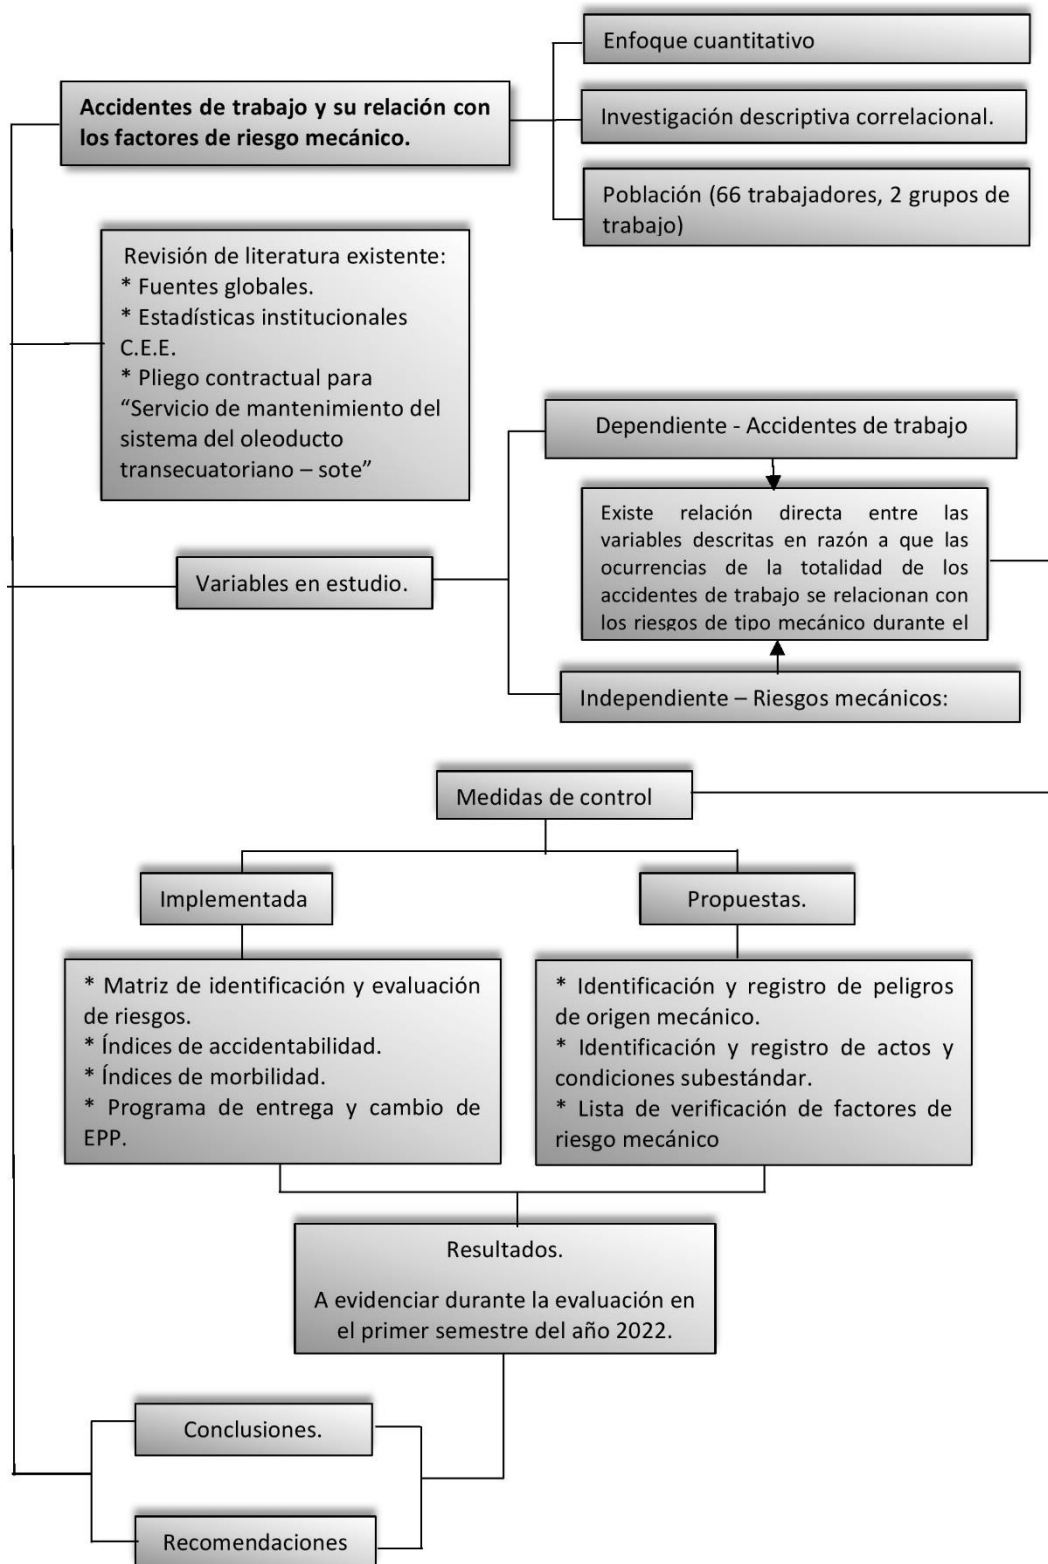 Enfoque cuantitativo
Accidentes de trabajo y su relación con
los factores de riesgo mecánico.
Investigación descriptiva correlacional.
Población (66 trabajadores, 2 grupos de
trabajo)
Revisión de literatura existente:
* Fuentes globales.
* Estadísticas institucionales
C.E.E.
* Pliego contractual para
“Servicio de mantenimiento del
sistema del oleoducto
transecuatoriano – sote”
Variables en estudio.
Dependiente - Accidentes de trabajo
Existe relación directa entre las
variables descritas en razón a que las
ocurrencias de la totalidad de los
accidentes de trabajo se relacionan con
los riesgos de tipo mecánico durante el
Independiente – Riesgos mecánicos:
Medidas de control
Implementada
Propuestas.
* Matriz de identificación y evaluación
de riesgos.
* Índices de accidentabilidad.
* Índices de morbilidad.
* Programa de entrega y cambio de
EPP.
* Identificación y registro de peligros
de origen mecánico.
* Identificación y registro de actos y
condiciones subestándar.
* Lista de verificación de factores de
riesgo mecánico
Resultados.
A evidenciar durante la evaluación en
el primer semestre del año 2022.
Conclusiones.
Recomendaciones